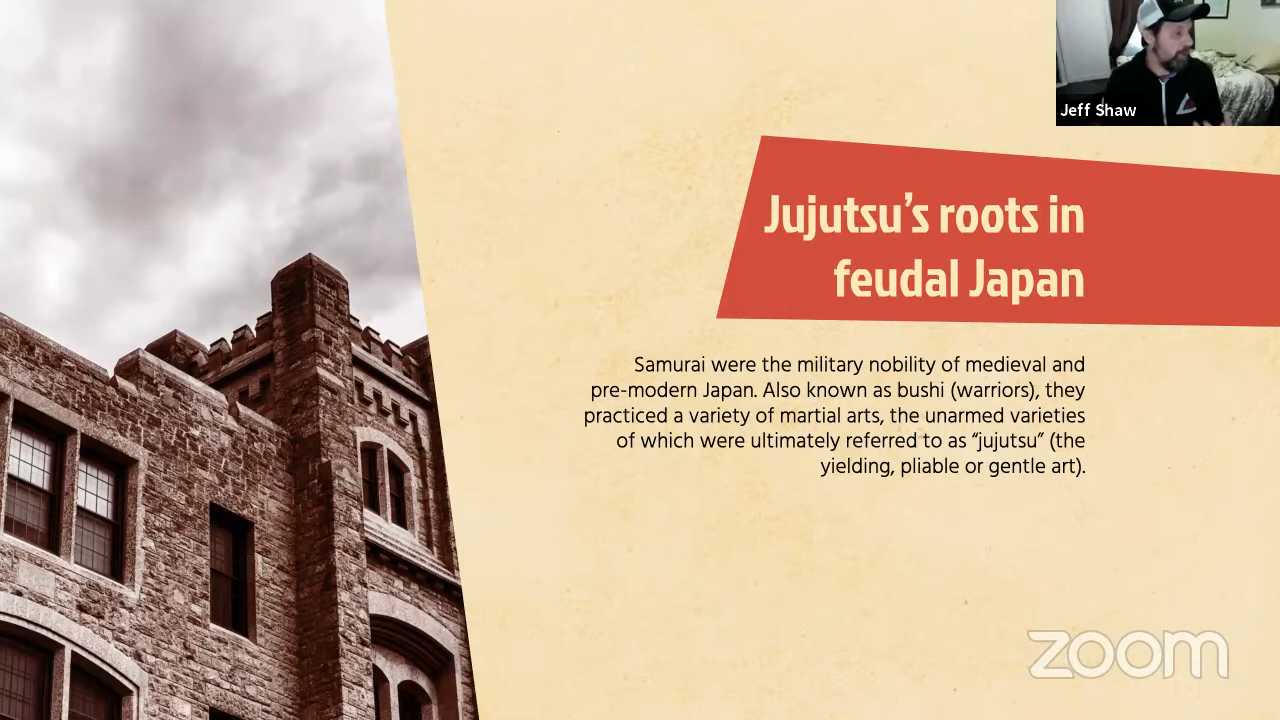 Jeff Shaw
Jujutsu’s roots in
feudal Japan
Samurai were the military nobility of medieval and
pre-modern Japan. Also known as bushi (warriors), they
practiced a variety of martial arts, the unarmed varieties
of which were ultimately referred to as “jujutsu” (the
yielding, pliable or gentle art).
zoom